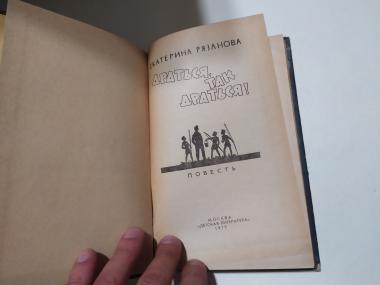 ЕКАТЕРИНА РЯЗАНОВА
ДРАТЬСЯ,
ТАК
ДРАТЬСЯ!
ПОВЕСТЬ
МОСКВА
«ДЕТСКАЯ ЛИТЕРАТУРА»